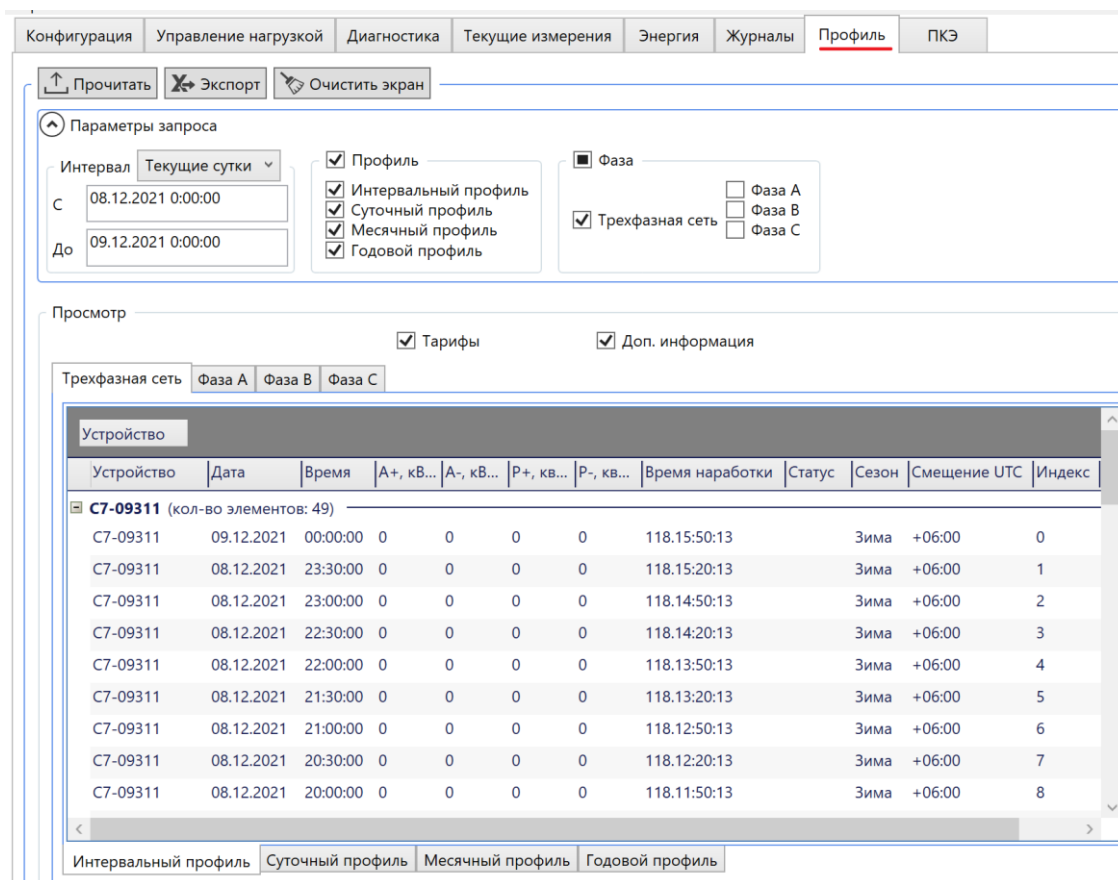 Конфигурация Управление нагрузкой Диагностика Текущие измерения Энергия Журналы Профиль ПКЭ
Прочитать Экспорт Очистить экран
Параметры запроса
Интервал Текущие сутки
С 08.12.2021 0:00:00
До 09.12.2021 0:00:00
Профиль
Интервальный профиль
Суточный профиль
Месячный профиль
Годовой профиль
Фаза
Трехфазная сеть
Фаза А
Фаза В
Фаза С
Просмотр
Тарифы Доп. информация
Трехфазная сеть Фаза А Фаза В Фаза С
Устройство
Устройство Дата Время А+, кВ... А-, кВ... Р+, кв... Р-, кв... Время наработки Статус Сезон Смещение UTC Индекс
С7-09311 (кол-во элементов: 49)
С7-09311 09.12.2021 00:00:00 0 0 0 0 118.15:50:13 Зима +06:00 0
С7-09311 08.12.2021 23:30:00 0 0 0 0 118.15:20:13 Зима +06:00 1
С7-09311 08.12.2021 23:00:00 0 0 0 0 118.14:50:13 Зима +06:00 2
С7-09311 08.12.2021 22:30:00 0 0 0 0 118.14:20:13 Зима +06:00 3
С7-09311 08.12.2021 22:00:00 0 0 0 0 118.13:50:13 Зима +06:00 4
С7-09311 08.12.2021 21:30:00 0 0 0 0 118.13:20:13 Зима +06:00 5
С7-09311 08.12.2021 21:00:00 0 0 0 0 118.12:50:13 Зима +06:00 6
С7-09311 08.12.2021 20:30:00 0 0 0 0 118.12:20:13 Зима +06:00 7
С7-09311 08.12.2021 20:00:00 0 0 0 0 118.11:50:13 Зима +06:00 8
Интервальный профиль Суточный профиль Месячный профиль Годовой профиль